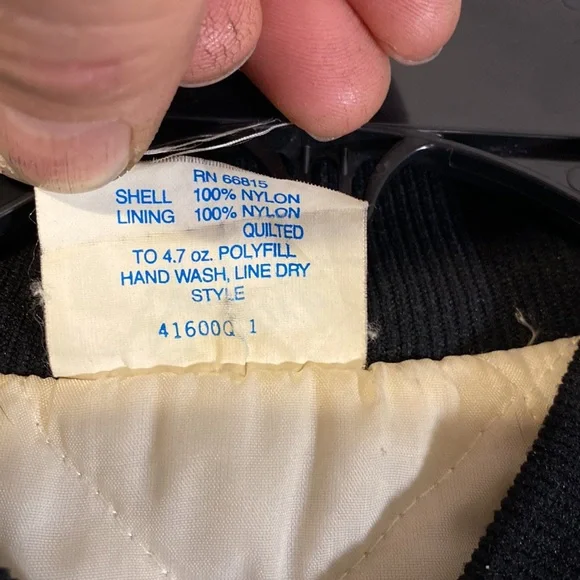 RN 66815
SHELL 100% NYLON
LINING 100% NYLON
QUILTED
TO 4.7 oz. POLYFILL
HAND WASH, LINE DRY
STYLE
41600Q 1